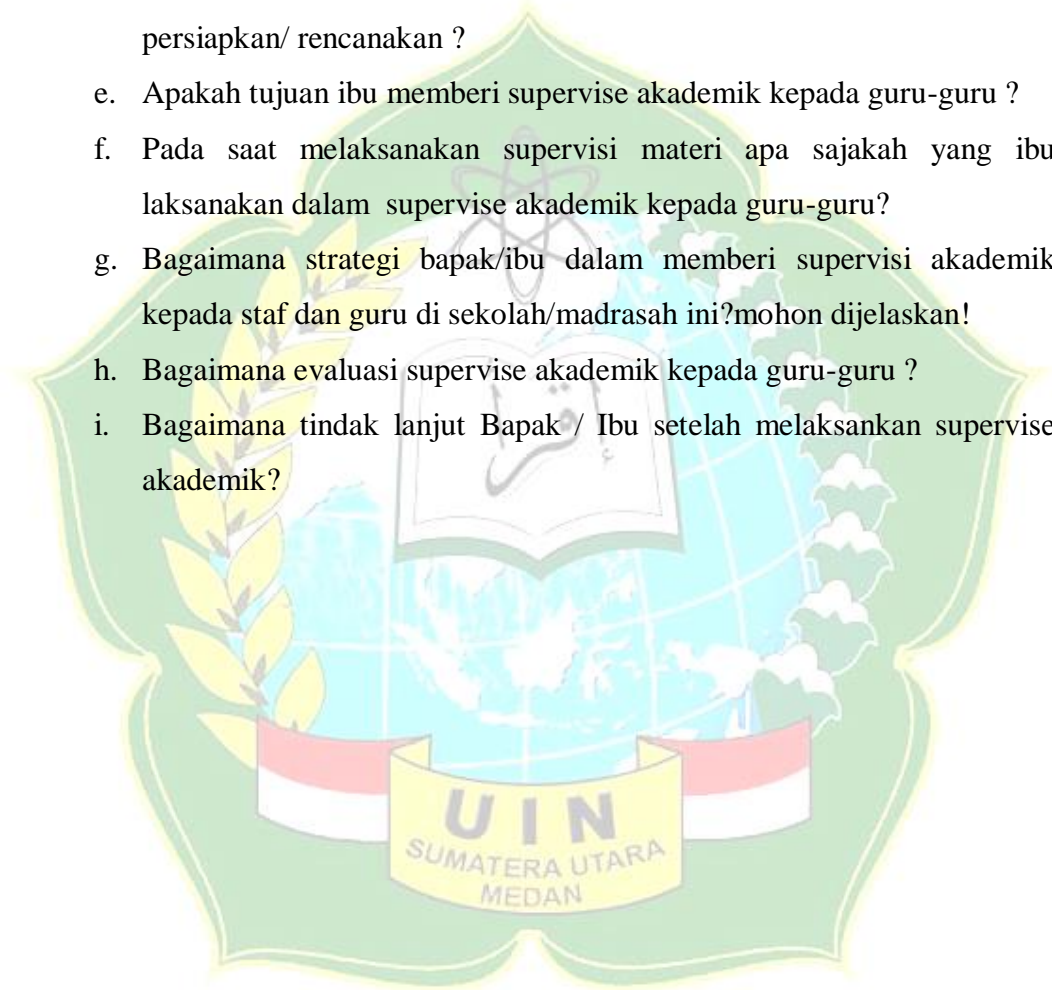 persiapkan/ rencanakan ?
e. Apakah tujuan ibu memberi supervise akademik kepada guru-guru ?
f. Pada saat melaksanakan supervisi materi apa sajakah yang ibu
laksanakan dalam supervise akademik kepada guru-guru?
g. Bagaimana strategi bapak/ibu dalam memberi supervisi akademik
kepada staf dan guru di sekolah/madrasah ini?mohon dijelaskan!
h. Bagaimana evaluasi supervise akademik kepada guru-guru ?
i. Bagaimana tindak lanjut Bapak / Ibu setelah melaksankan supervise
akademik?
اقرأ
UIN
SUMATERA UTARA
MEDAN